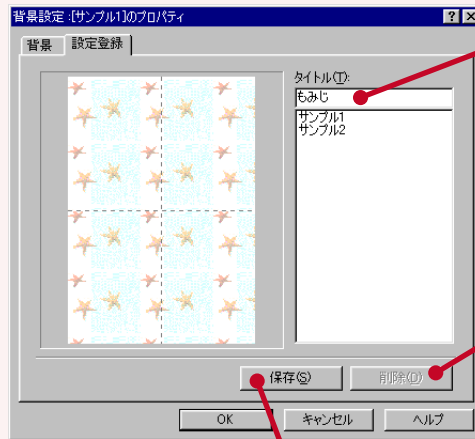 背景設定 :[サンプル1]のプロパティ
背景
設定登録
タイトル(T):
もみじ
サンプル1
サンプル2
保存(S)
削除(D)
OK
キャンセル
ヘルプ